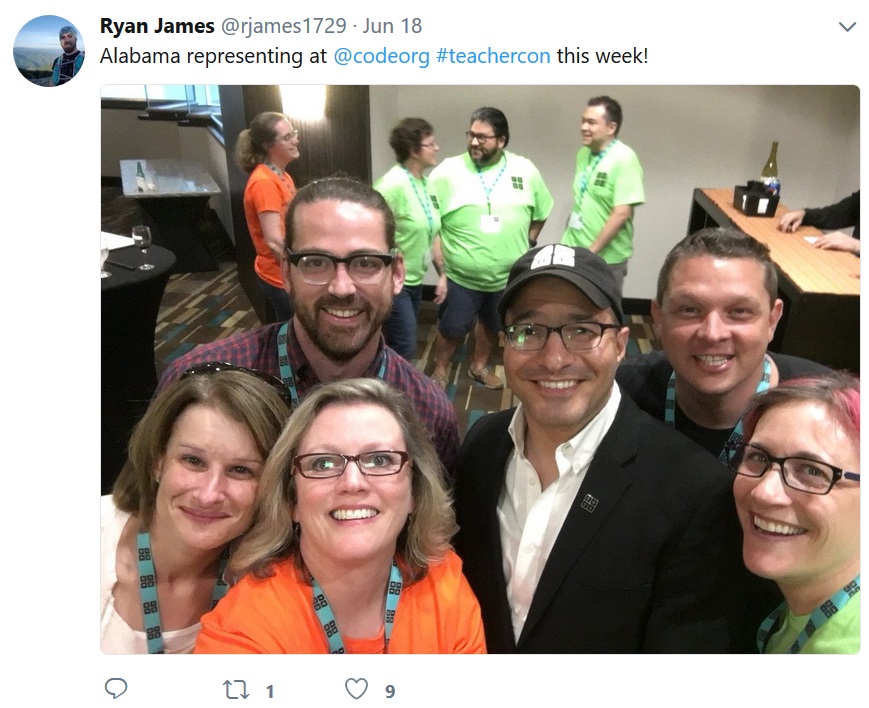 Ryan James @rjames1729 · Jun 18
Alabama representing at @codeorg #teachercon this week!
1 9